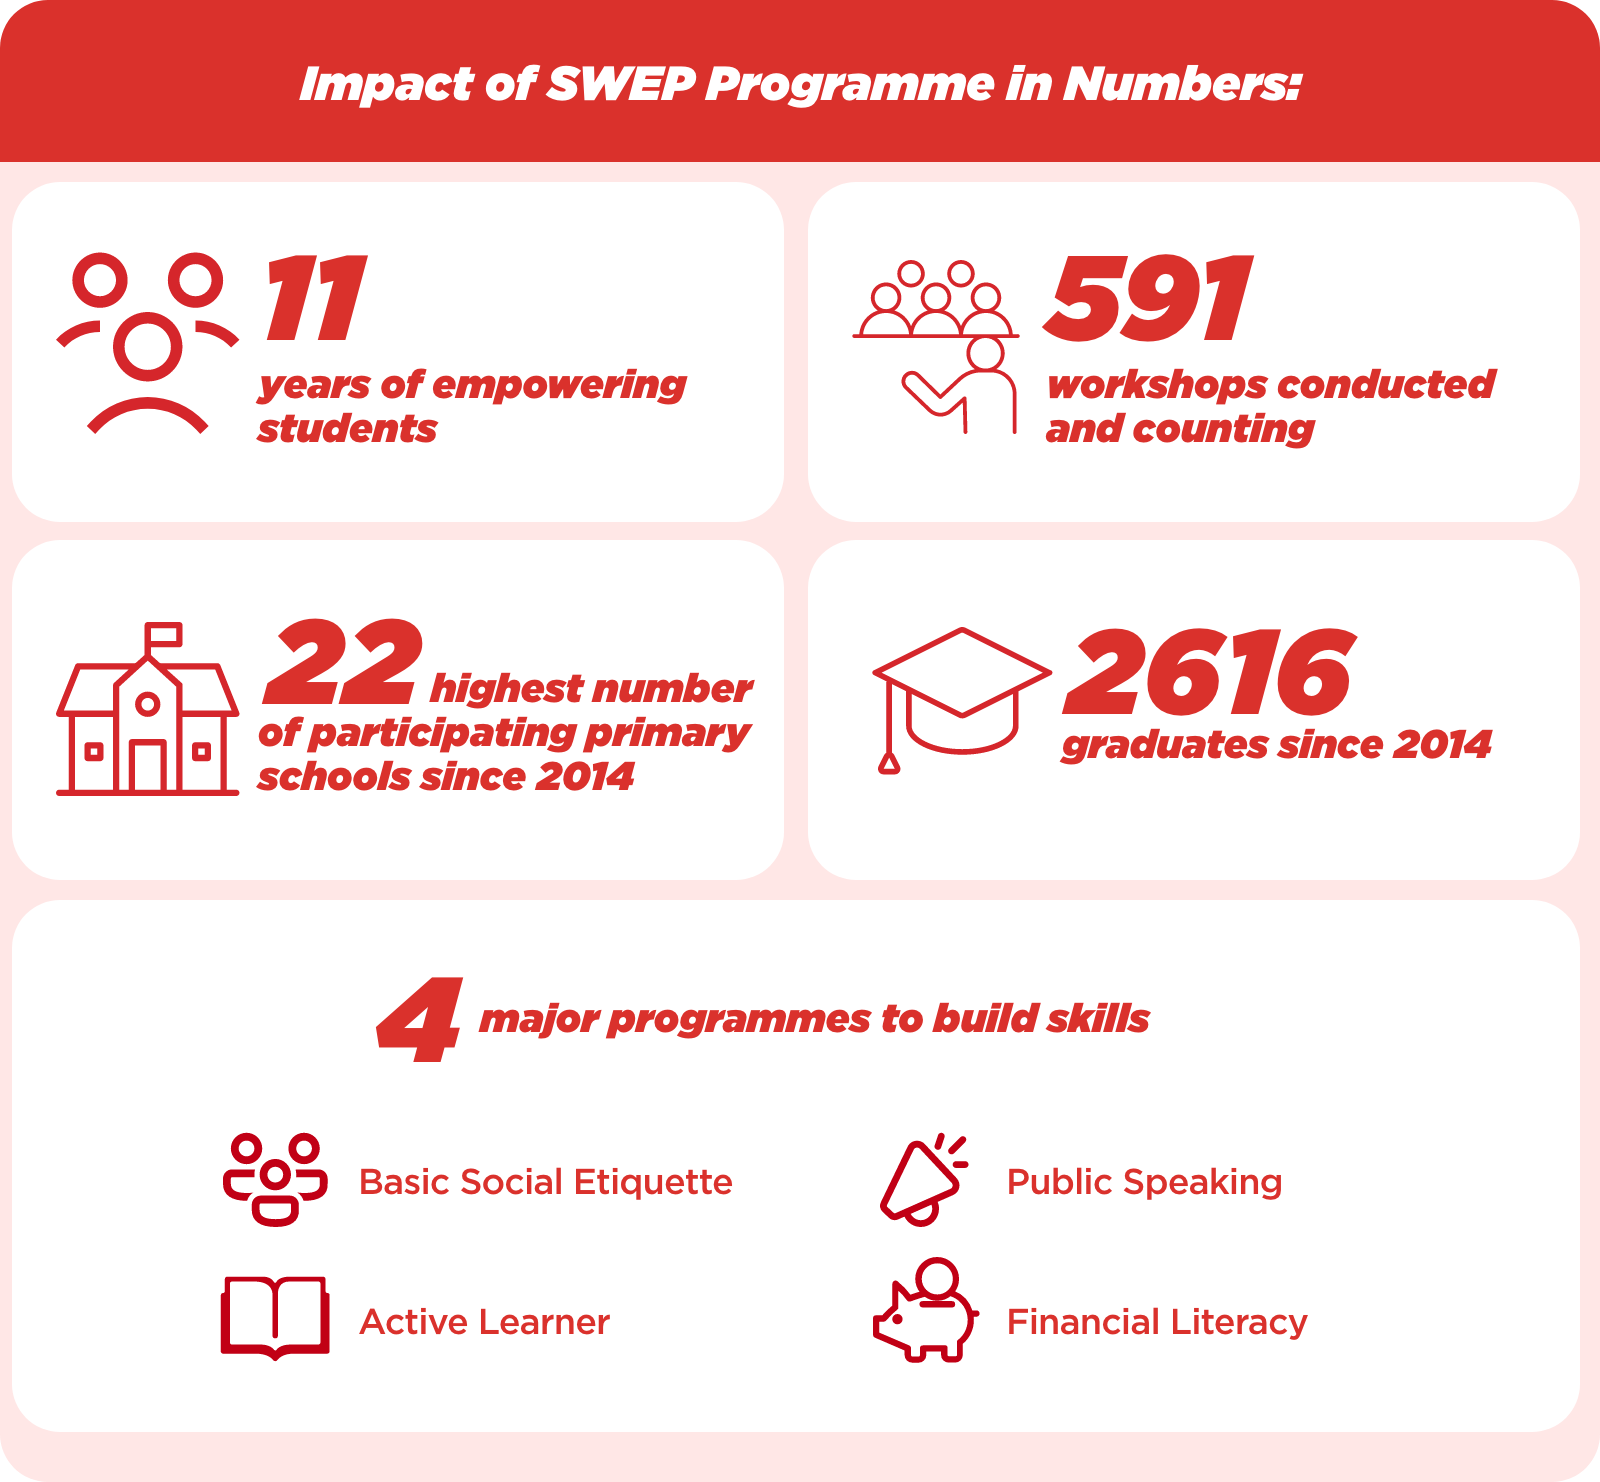 Impact of SWEP Programme in Numbers:
11
years of empowering
students
591
workshops conducted
and counting
22 highest number
of participating primary
schools since 2014
2616
graduates since 2014
4 major programmes to build skills
Basic Social Etiquette
Public Speaking
Active Learner
Financial Literacy